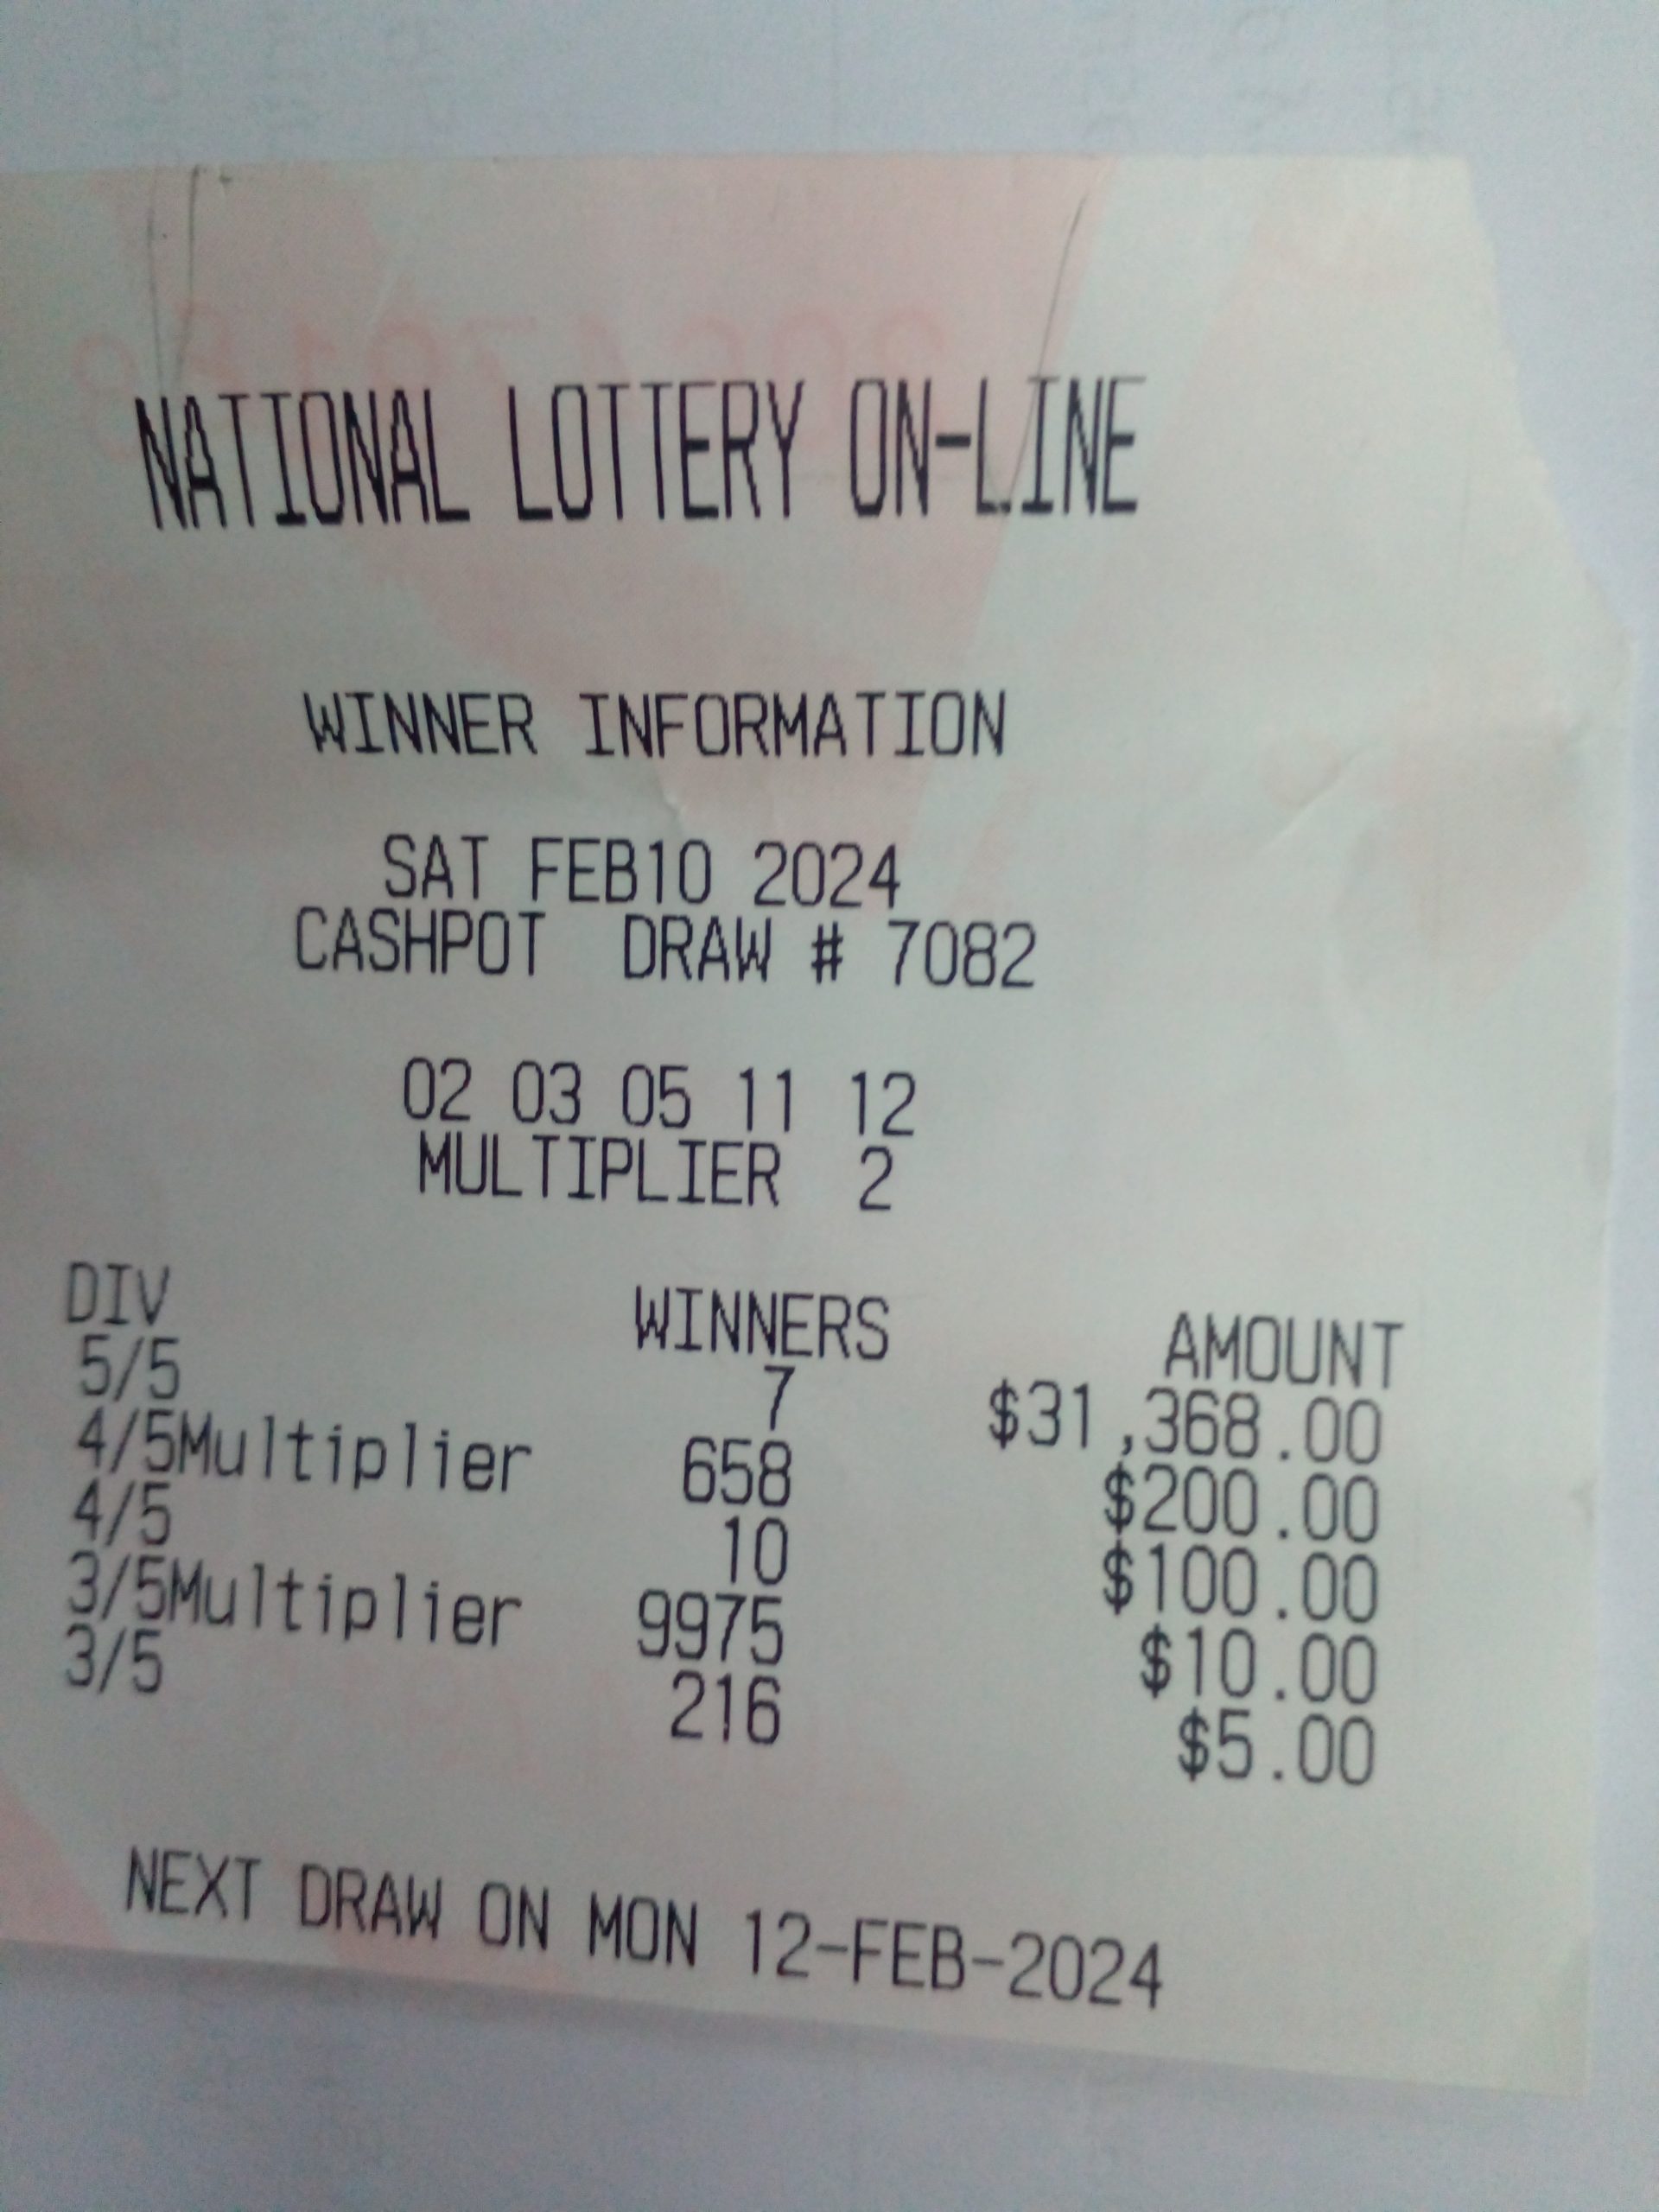 NATIONAL LOTTERY ON-LINE
WINNER INFORMATION
SAT FEB10 2024
CASHPOT DRAW # 7082
02 03 05 11 12
MULTIPLIER 2
DIV WINNERS AMOUNT
5/5 7 $31,368.00
4/5Multiplier 658 $200.00
4/5 10 $100.00
3/5Multiplier 9975 $10.00
3/5 216 $5.00
NEXT DRAW ON MON 12-FEB-2024